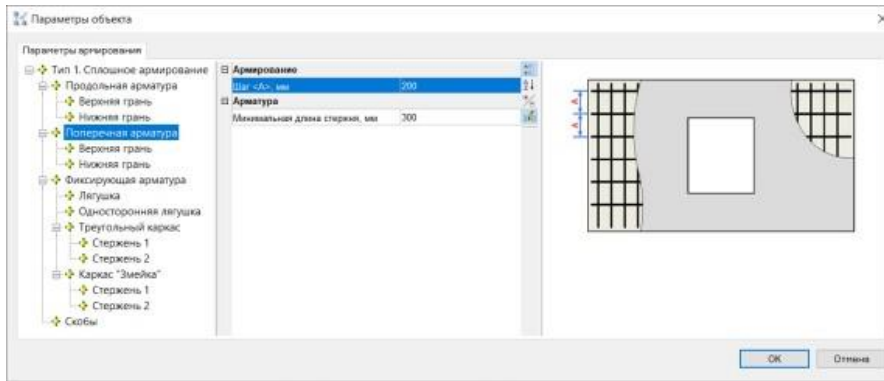 Параметры объекта
Параметры армирования
Тип 1. Сплошное армирование
Продольная арматура
Верхняя грань
Нижняя грань
Поперечная арматура
Верхняя грань
Нижняя грань
Фиксирующая арматура
Лягушка
Односторонняя лягушка
Треугольный каркас
Стержень 1
Стержень 2
Каркас "Змейка"
Стержень 1
Стержень 2
Скобы
Армирование
Шаг <А>, мм 200
Арматура
Минимальная длина стержня, мм 300
A
A
OK Отмена